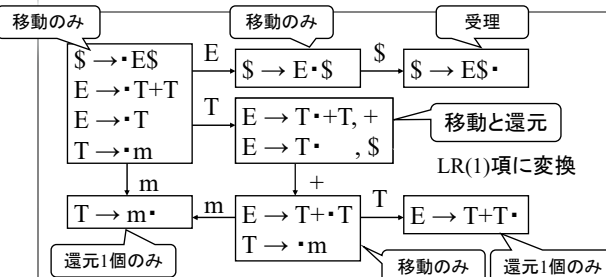 移動のみ
移動のみ
受理
$ → ・E$
E → ・T+T
E → ・T
T → ・m
E
$ → E・$
$
$ → E$・
T
E → T・+T, +
E → T・ , $
移動と還元
LR(1)項に変換
m
+
T → m・
m
E → T+・T
T → ・m
T
E → T+T・
還元1個のみ
移動のみ
還元1個のみ